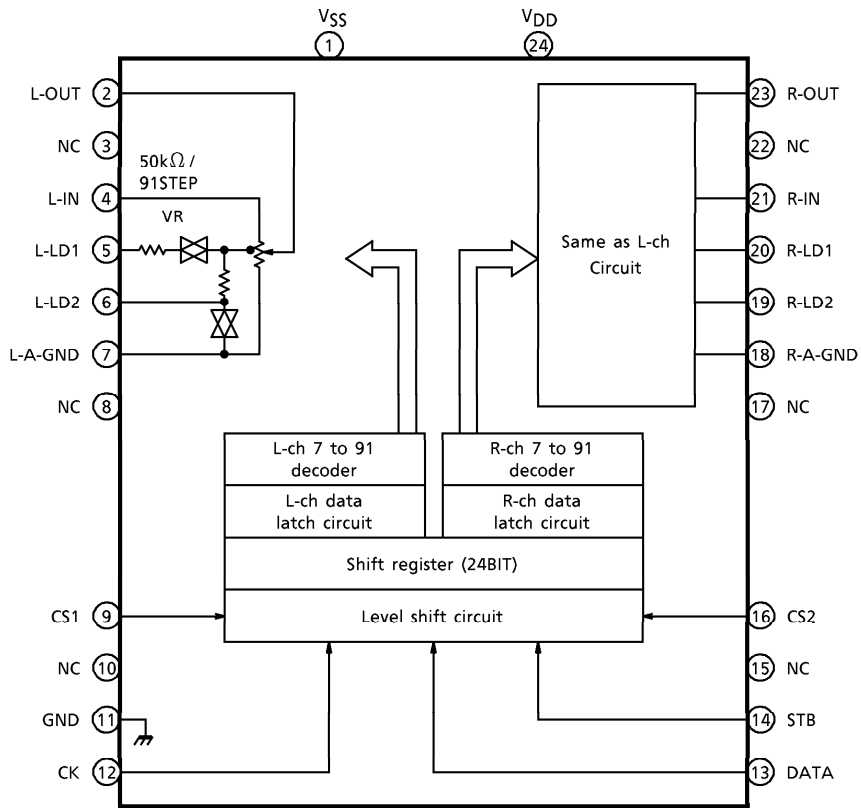 VSS
VDD
1
24
L-OUT 2
23 R-OUT
NC 3
22 NC
50kΩ /
91STEP
L-IN 4
21 R-IN
VR
L-LD1 5
20 R-LD1
Same as L-ch
Circuit
L-LD2 6
19 R-LD2
L-A-GND 7
18 R-A-GND
NC 8
17 NC
L-ch 7 to 91
decoder
R-ch 7 to 91
decoder
L-ch data
latch circuit
R-ch data
latch circuit
Shift register (24BIT)
CS1 9
Level shift circuit
16 CS2
NC 10
15 NC
GND 11
14 STB
CK 12
13 DATA